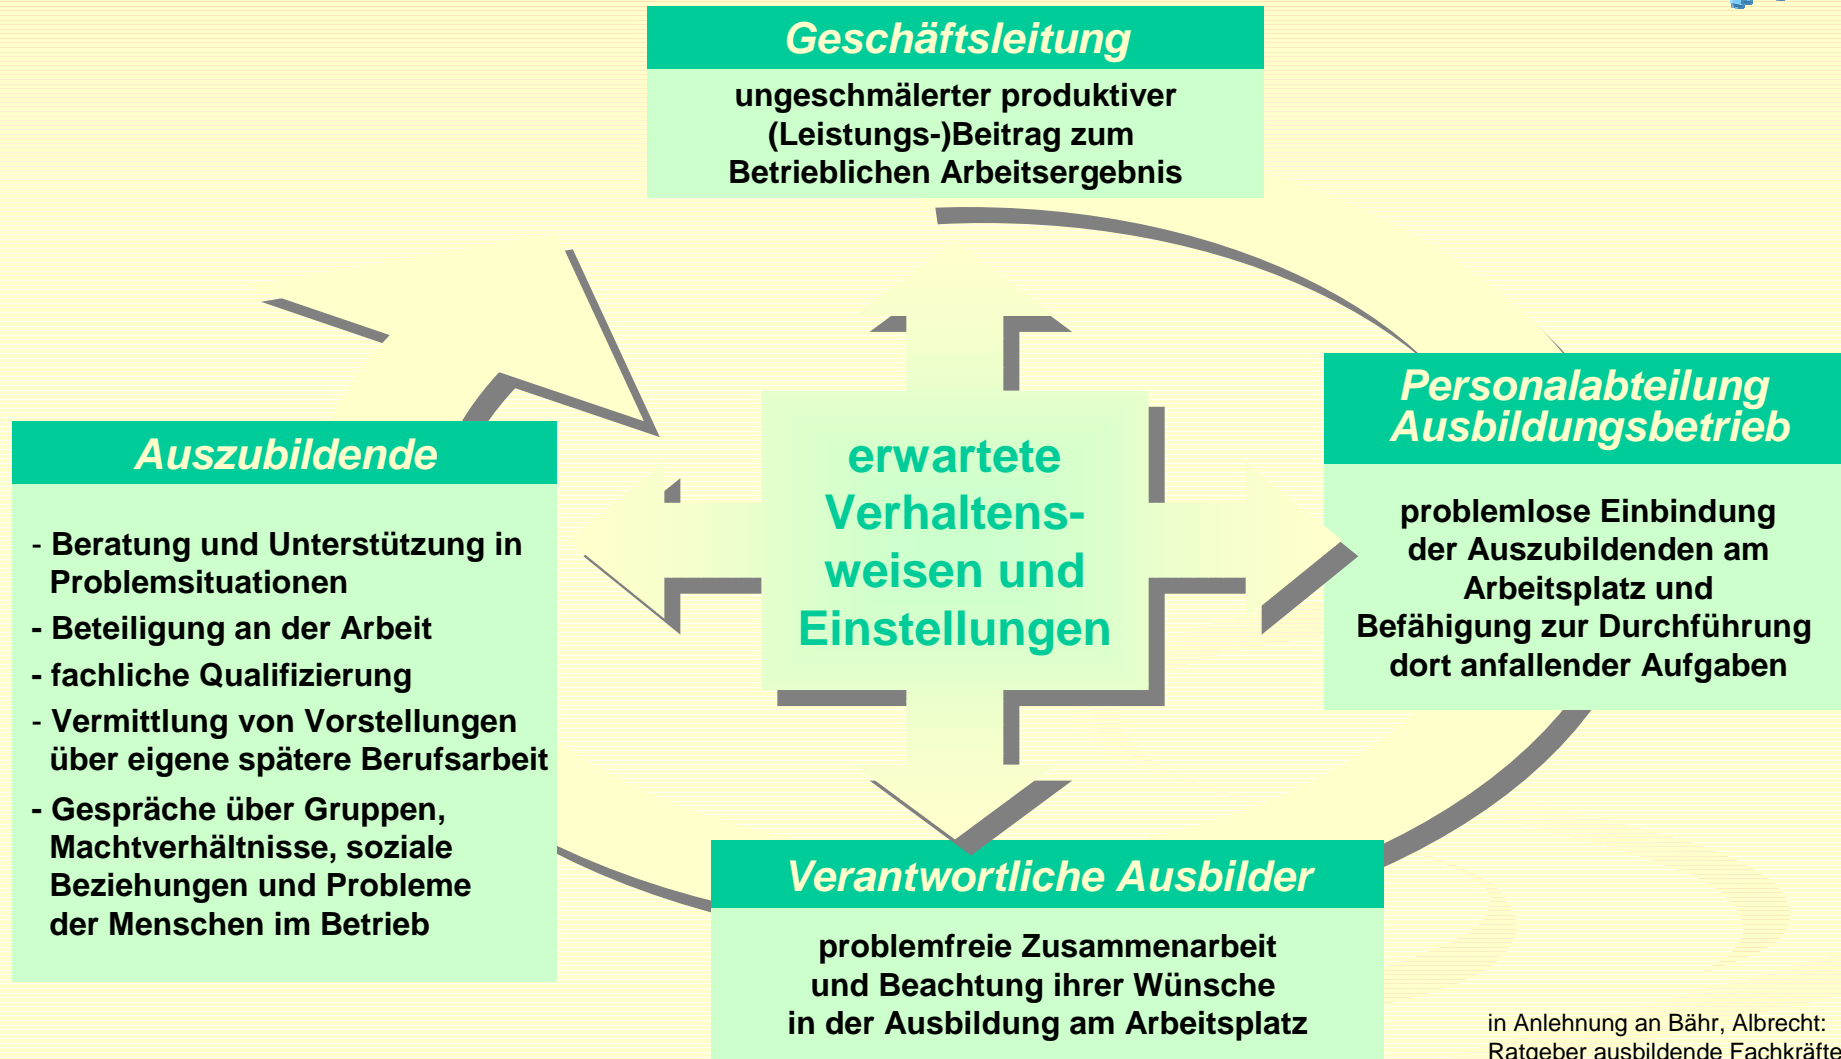 Geschäftsleitung
ungeschmälerter produktiver
(Leistungs-)Beitrag zum
Betrieblichen Arbeitsergebnis
Personalabteilung
Ausbildungsbetrieb
problemlose Einbindung
der Auszubildenden am
Arbeitsplatz und
Befähigung zur Durchführung
dort anfallender Aufgaben
erwartete
Verhaltens-
weisen und
Einstellungen
Auszubildende
- Beratung und Unterstützung in
Problemsituationen
- Beteiligung an der Arbeit
- fachliche Qualifizierung
- Vermittlung von Vorstellungen
über eigene spätere Berufsarbeit
- Gespräche über Gruppen,
Machtverhältnisse, soziale
Beziehungen und Probleme
der Menschen im Betrieb
Verantwortliche Ausbilder
problemfreie Zusammenarbeit
und Beachtung ihrer Wünsche
in der Ausbildung am Arbeitsplatz
in Anlehnung an Bähr, Albrecht:
Ratgeber ausbildende Fachkräfte